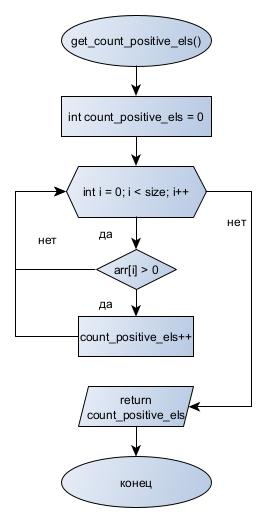 get_count_positive_els()
int count_positive_els = 0
int i = 0; i < size; i++
нет
да
нет
arr[i] > 0
да
count_positive_els++
return
count_positive_els
конец